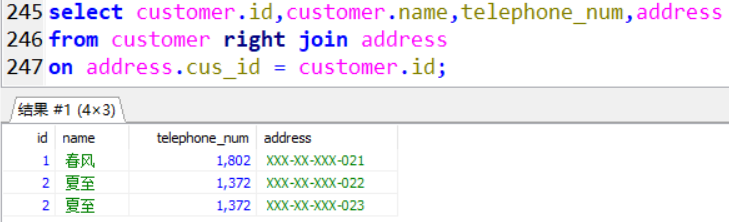 245 select customer.id,customer.name,telephone_num,address
246 from customer right join address
247 on address.cus_id = customer.id;
结果 #1 (4×3)
id name telephone_num address
1 春风 1,802 XXX-XX-XXX-021
2 夏至 1,372 XXX-XX-XXX-022
2 夏至 1,372 XXX-XX-XXX-023